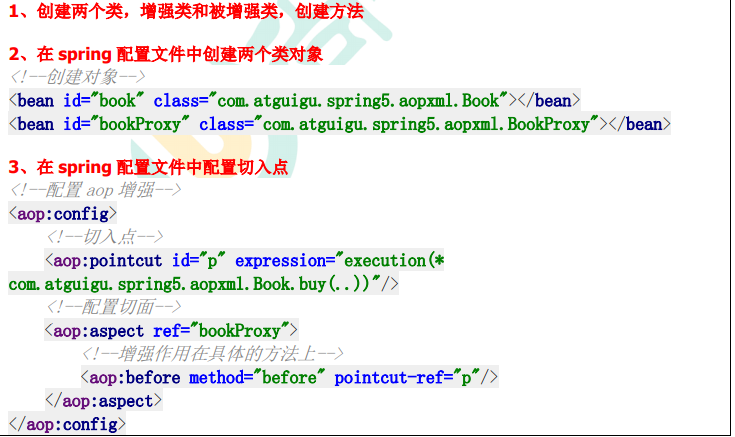 1、创建两个类，增强类和被增强类，创建方法
2、在 spring 配置文件中创建两个类对象
<!--创建对象-->
<bean id="book" class="com.atguigu.spring5.aopxml.Book"></bean>
<bean id="bookProxy" class="com.atguigu.spring5.aopxml.BookProxy"></bean>
3、在 spring 配置文件中配置切入点
<!--配置 aop 增强-->
<aop:config>
<!--切入点-->
<aop:pointcut id="p" expression="execution(*
com.atguigu.spring5.aopxml.Book.buy(..))"/>
<!--配置切面-->
<aop:aspect ref="bookProxy">
<!--增强作用在具体的方法上-->
<aop:before method="before" pointcut-ref="p"/>
</aop:aspect>
</aop:config>